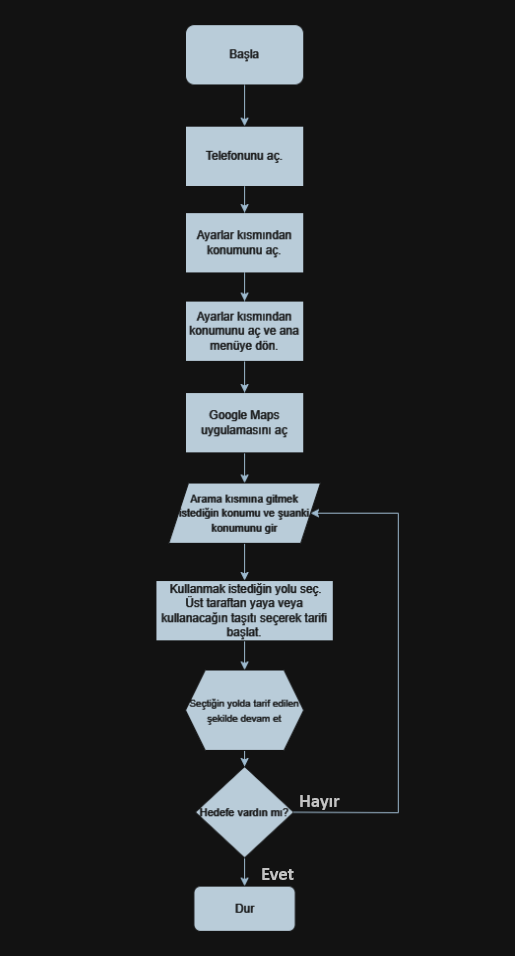 Başla
Telefonunu aç.
Ayarlar kısmından
konumunu aç.
Ayarlar kısmından
konumunu aç ve ana
menüye dön.
Google Maps
uygulamasını aç
Arama kısmına gitmek
istediğin konumu ve şuanki
konumunu gir
Kullanmak istediğin yolu seç.
Üst taraftan yaya veya
kullanacağın taşıtı seçerek tarifi
başlat.
Seçtiğin yolda tarif edilen
şekilde devam et
Hedefe vardın mı?
Hayır
Evet
Dur